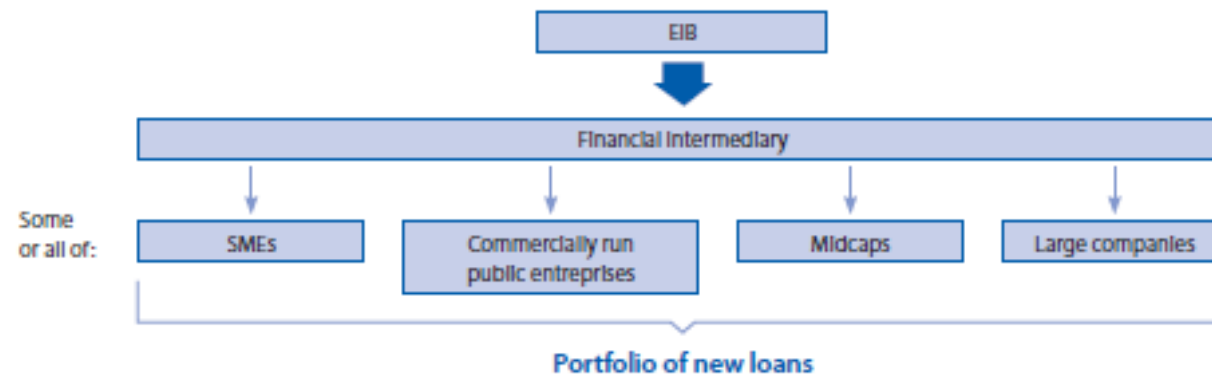 EIB
Financial intermediary
Some
or all of:
SMEs
Commercially run
public entreprises
Midcaps
Large companies
Portfolio of new loans